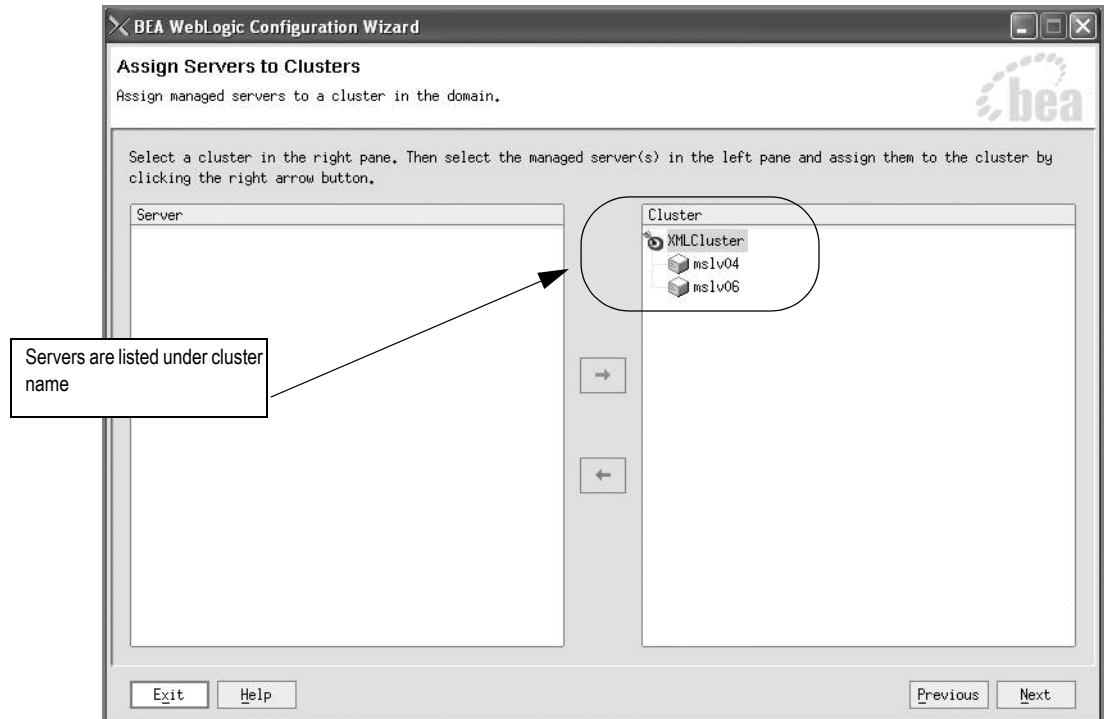 BEA WebLogic Configuration Wizard
Assign Servers to Clusters
Assign managed servers to a cluster in the domain.
bea
Select a cluster in the right pane. Then select the managed server(s) in the left pane and assign them to the cluster by
clicking the right arrow button.
Server
Cluster
XMLCluster
mslv04
mslv06
Servers are listed under cluster
name
Exit
Help
Previous
Next